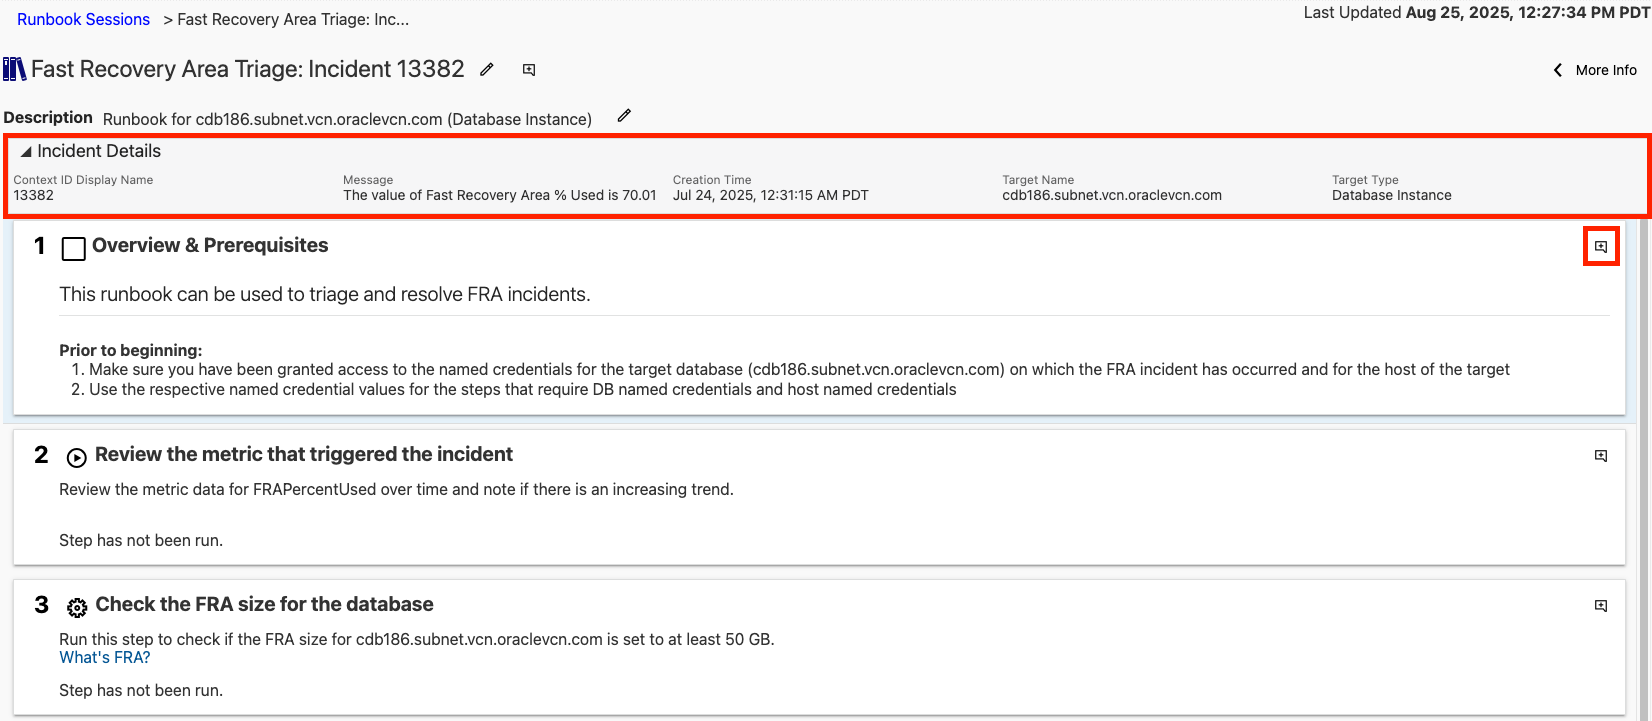 Runbook Sessions > Fast Recovery Area Triage: Inc...
Last Updated Aug 25, 2025, 12:27:34 PM PDT
Fast Recovery Area Triage: Incident 13382
More Info
Description Runbook for cdb186.subnet.vcn.oraclevcn.com (Database Instance)
Incident Details
Context ID Display Name
13382
Message
The value of Fast Recovery Area % Used is 70.01
Creation Time
Jul 24, 2025, 12:31:15 AM PDT
Target Name
cdb186.subnet.vcn.oraclevcn.com
Target Type
Database Instance
1 Overview & Prerequisites
This runbook can be used to triage and resolve FRA incidents.
Prior to beginning:
1. Make sure you have been granted access to the named credentials for the target database (cdb186.subnet.vcn.oraclevcn.com) on which the FRA incident has occurred and for the host of the target
2. Use the respective named credential values for the steps that require DB named credentials and host named credentials
2 Review the metric that triggered the incident
Review the metric data for FRAPercentUsed over time and note if there is an increasing trend.
Step has not been run.
3 Check the FRA size for the database
Run this step to check if the FRA size for cdb186.subnet.vcn.oraclevcn.com is set to at least 50 GB.
What's FRA?
Step has not been run.